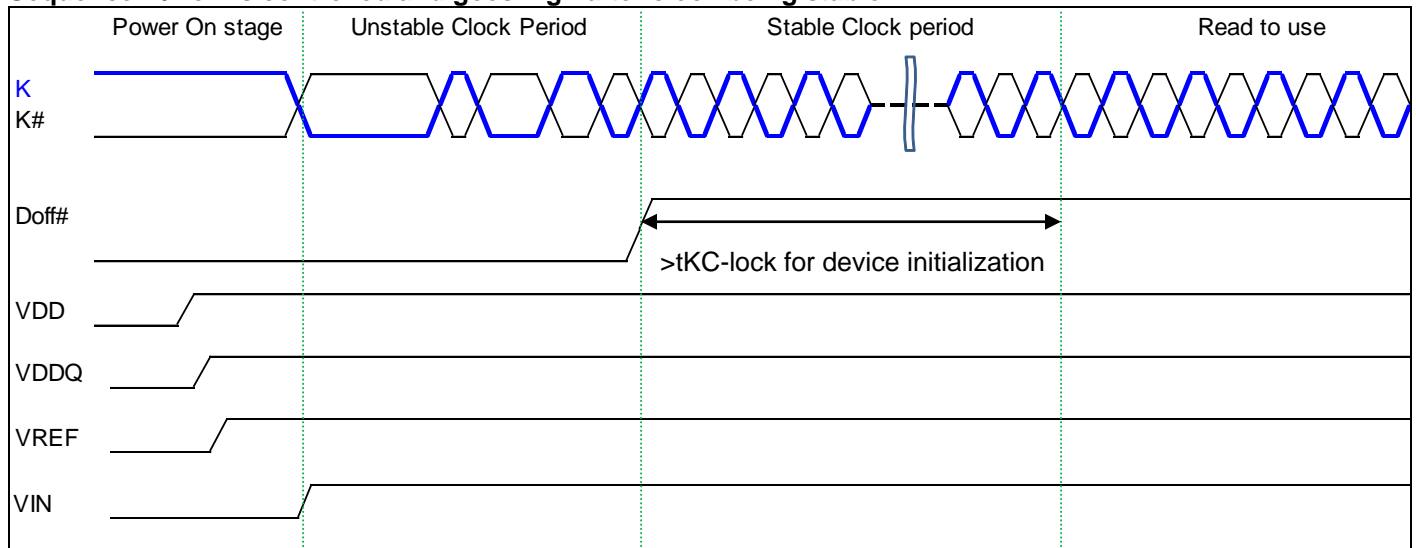 Power On stage Unstable Clock Period Stable Clock period Read to use
K
K#
Doff#
>tKC-lock for device initialization
VDD
VDDQ
VREF
VIN